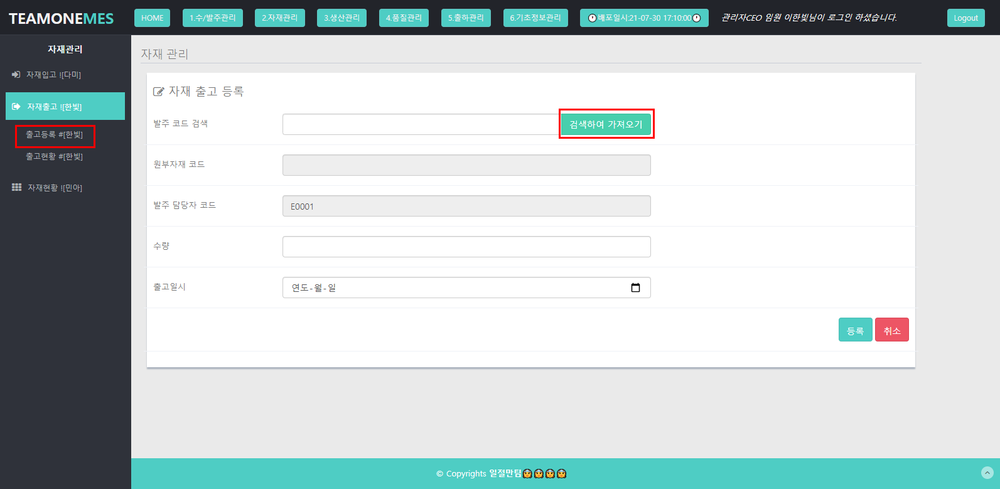 TEAMONEMES
HOME
1.수/발주관리
2.자재관리
3.생산관리
4.품질관리
5.출하관리
6.기초정보관리
🕛배포일시:21-07-30 17:10:00🕛
관리자CEO 임원 이한빛님이 로그인 하셨습니다.
Logout
자재관리
자재입고 ![다미]
자재출고 ![한빛]
출고등록 #[한빛]
출고현황 #[한빛]
자재현황 ![민아]
자재 관리
자재 출고 등록
발주 코드 검색
검색하여 가져오기
원부자재 코드
발주 담당자 코드
E0001
수량
출고일시
연도-월-일
등록
취소
© Copyrights 일절만팀👩👩👩👩